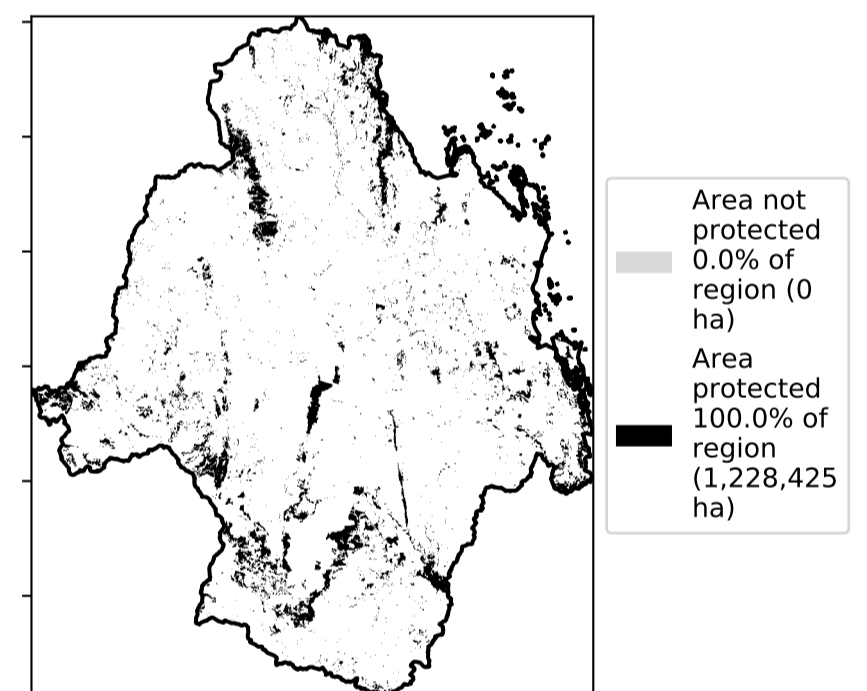 Area not
protected
0.0% of
region (0
ha)
Area
protected
100.0% of
region
(1,228,425
ha)